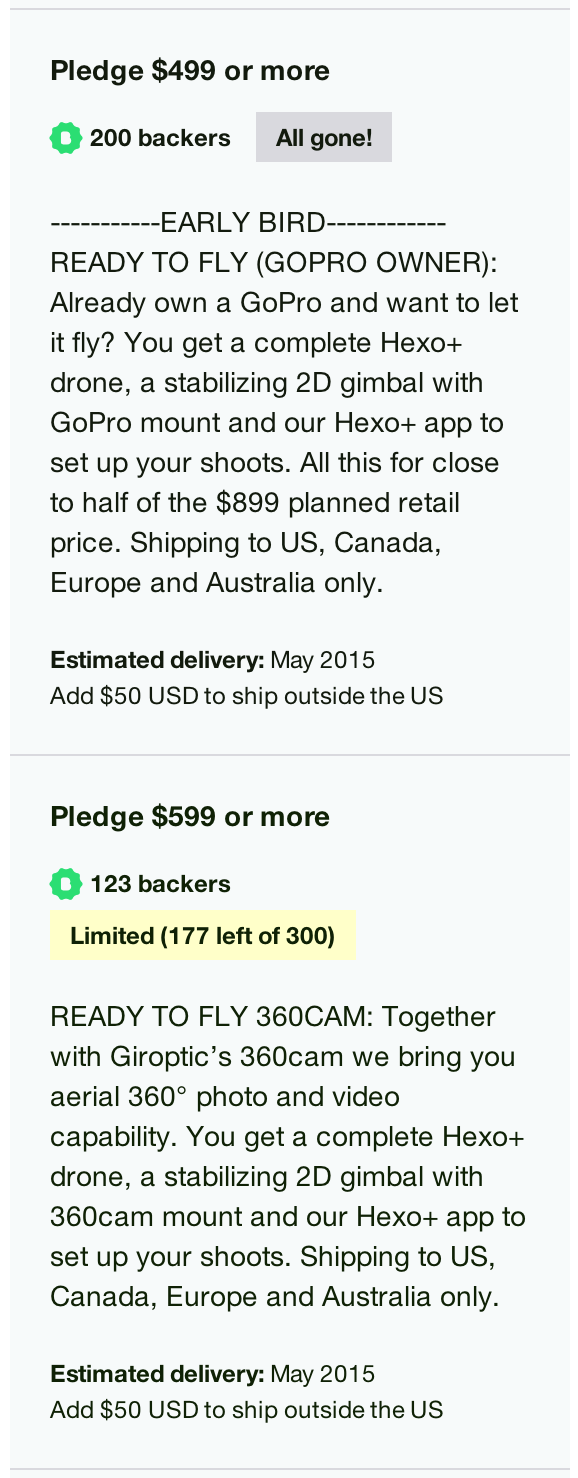 Pledge $499 or more
200 backers All gone!
-----------EARLY BIRD------------
READY TO FLY (GOPRO OWNER):
Already own a GoPro and want to let
it fly? You get a complete Hexo+
drone, a stabilizing 2D gimbal with
GoPro mount and our Hexo+ app to
set up your shoots. All this for close
to half of the $899 planned retail
price. Shipping to US, Canada,
Europe and Australia only.
Estimated delivery: May 2015
Add $50 USD to ship outside the US
Pledge $599 or more
123 backers
Limited (177 left of 300)
READY TO FLY 360CAM: Together
with Giroptic’s 360cam we bring you
aerial 360° photo and video
capability. You get a complete Hexo+
drone, a stabilizing 2D gimbal with
360cam mount and our Hexo+ app to
set up your shoots. Shipping to US,
Canada, Europe and Australia only.
Estimated delivery: May 2015
Add $50 USD to ship outside the US